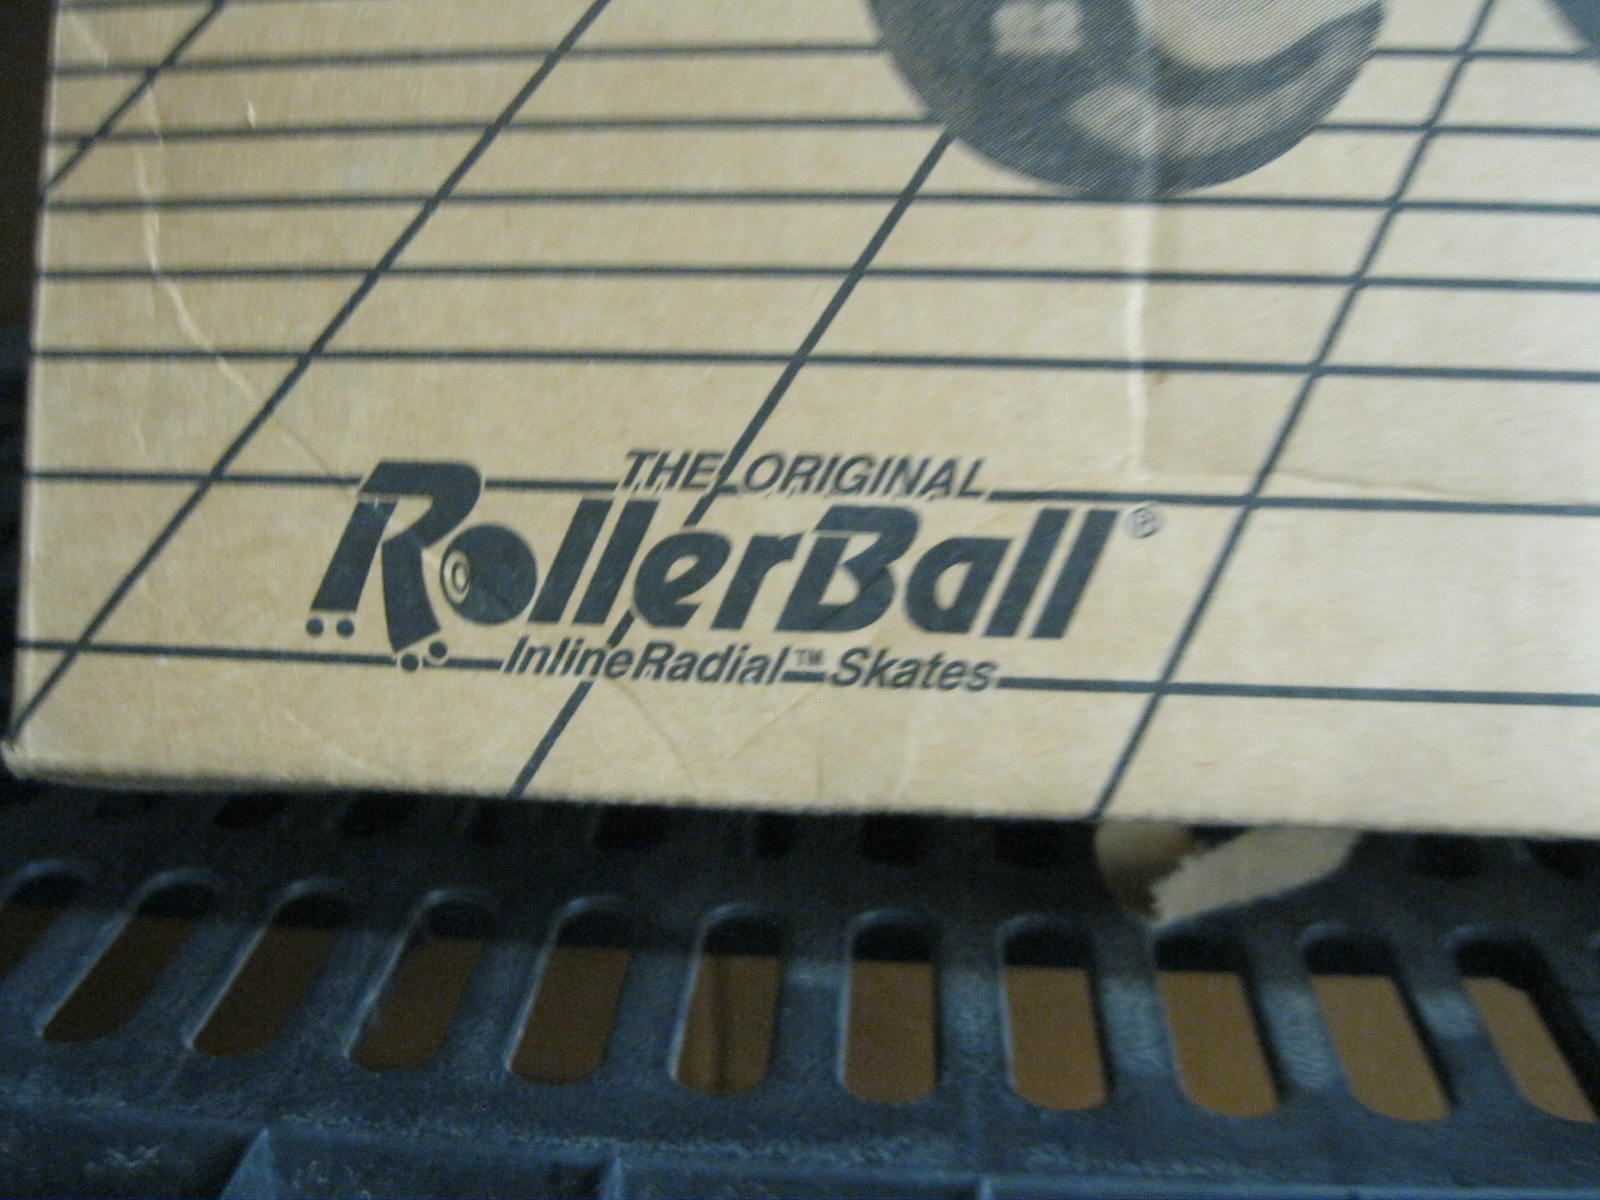 THE ORIGINAL
RollerBall®
InlineRadial™ Skates